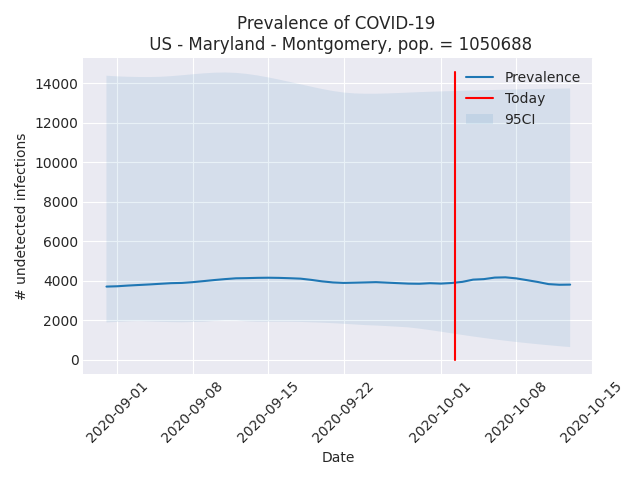 Prevalence of COVID-19
US - Maryland - Montgomery, pop. = 1050688
14000
12000
10000
8000
6000
4000
2000
0
# undetected infections
Prevalence
Today
95CI
2020-09-01
2020-09-08
2020-09-15
2020-09-22
2020-10-01
2020-10-08
2020-10-15
Date